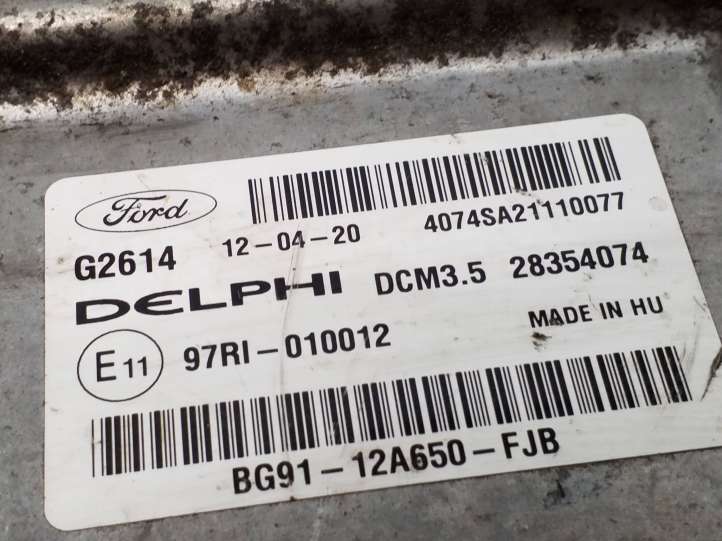 Ford
G2614 12-04-20 4074SA21110077
DELPHI DCM3.5 28354074
E11 97RI-010012 MADE IN HU
BG91-12A650-FJB